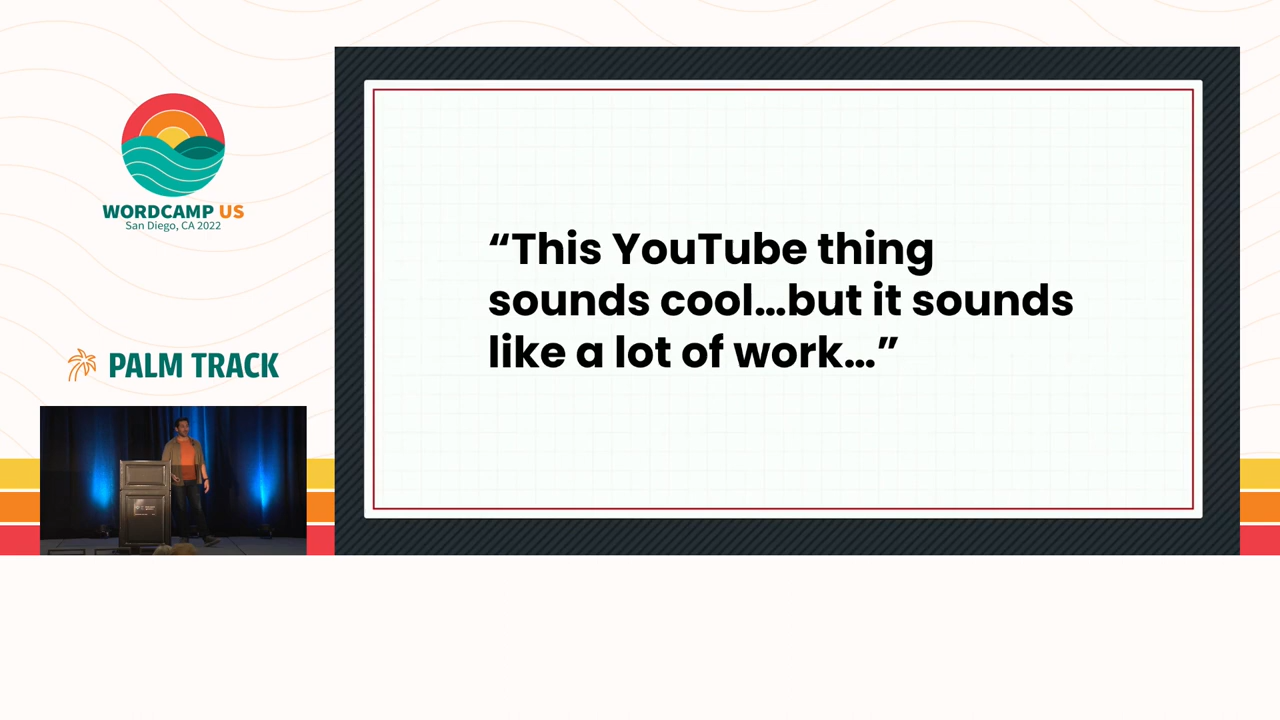 WORDCAMP US
San Diego, CA 2022
PALM TRACK
“This YouTube thing
sounds cool...but it sounds
like a lot of work...”